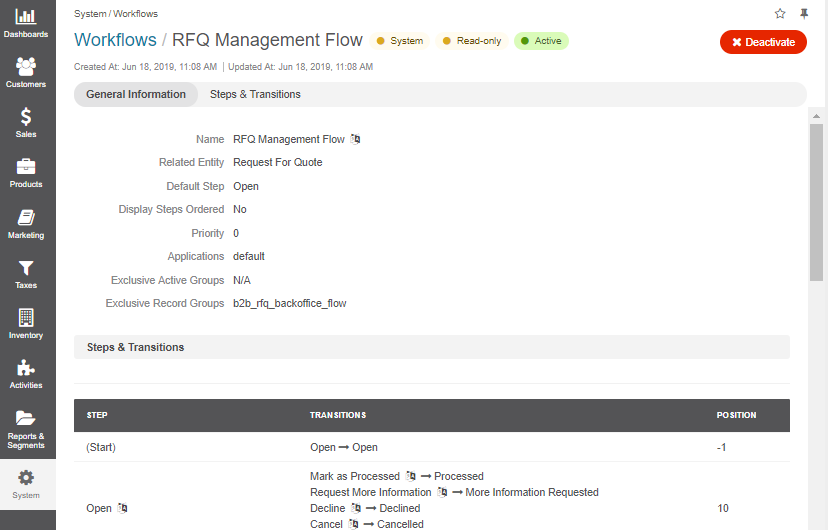 Dashboards
Customers
Sales
Products
Marketing
Taxes
Inventory
Activities
Reports &
Segments
System
System / Workflows
Workflows / RFQ Management Flow System Read-only Active
Deactivate
Created At: Jun 18, 2019, 11:08 AM | Updated At: Jun 18, 2019, 11:08 AM
General Information Steps & Transitions
Name RFQ Management Flow
Related Entity Request For Quote
Default Step Open
Display Steps Ordered No
Priority 0
Applications default
Exclusive Active Groups N/A
Exclusive Record Groups b2b_rfq_backoffice_flow
Steps & Transitions
STEP TRANSITIONS POSITION
(Start) Open → Open -1
Mark as Processed → Processed
Request More Information → More Information Requested
Open Decline → Declined 10
Cancel → Cancelled